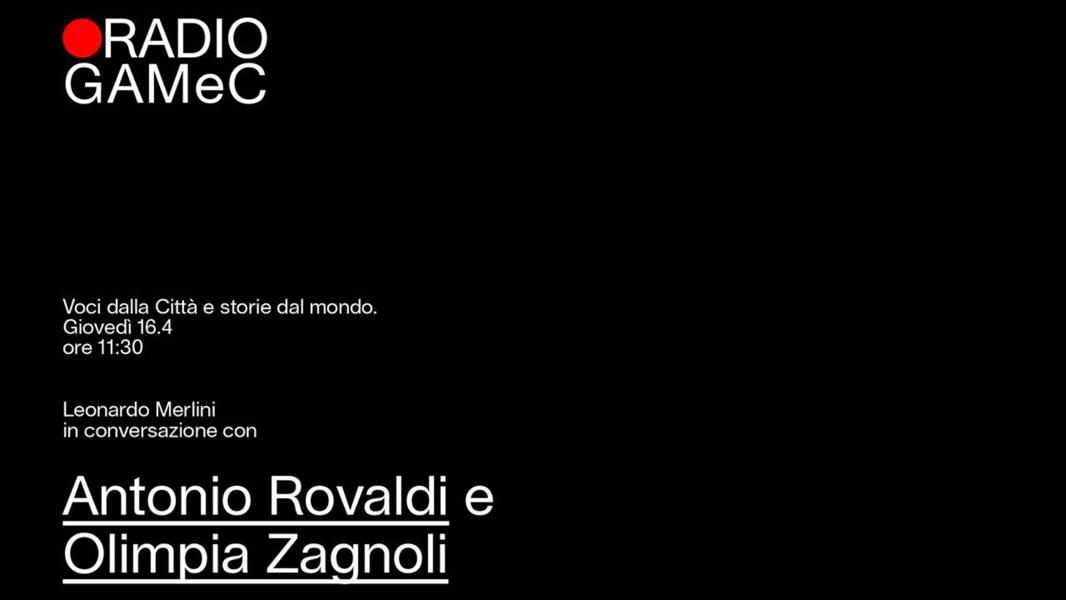 RADIO
GAMeC
Voci dalla Città e storie dal mondo.
Giovedì 16.4
ore 11:30
Leonardo Merlini
in conversazione con
Antonio Rovaldi e
Olimpia Zagnoli